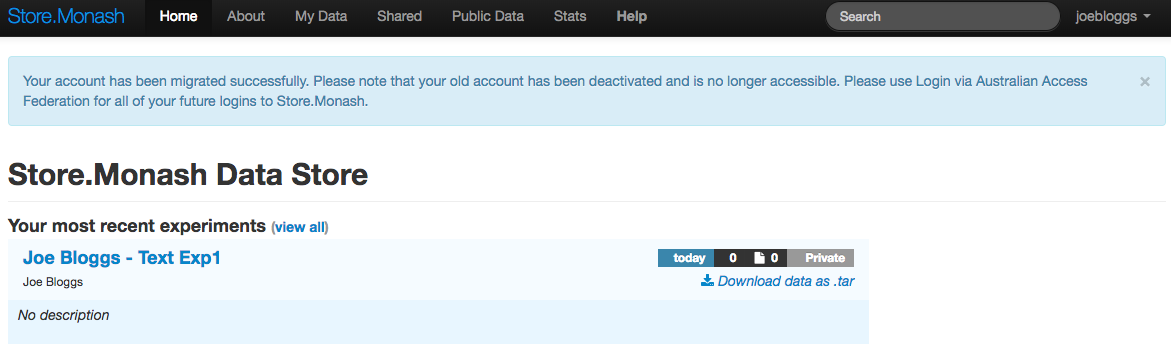 Store.Monash Home About My Data Shared Public Data Stats Help Search joebloggs
Your account has been migrated successfully. Please note that your old account has been deactivated and is no longer accessible. Please use Login via Australian Access ×
Federation for all of your future logins to Store.Monash.
Store.Monash Data Store
Your most recent experiments (view all)
Joe Bloggs - Text Exp1 today 0 0 Private
Joe Bloggs Download data as .tar
No description